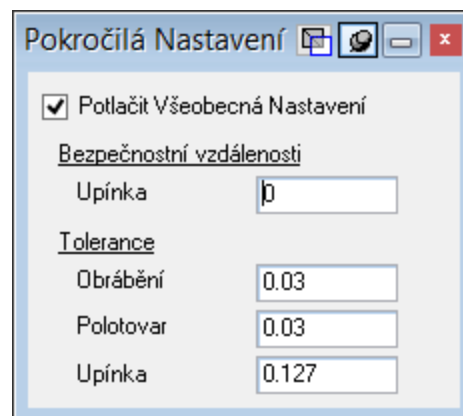 Pokročilá Nastavení
Potlačit Všeobecná Nastavení
Bezpečnostní vzdálenosti
Upínka 0
Tolerance
Obrábění 0.03
Polotovar 0.03
Upínka 0.127